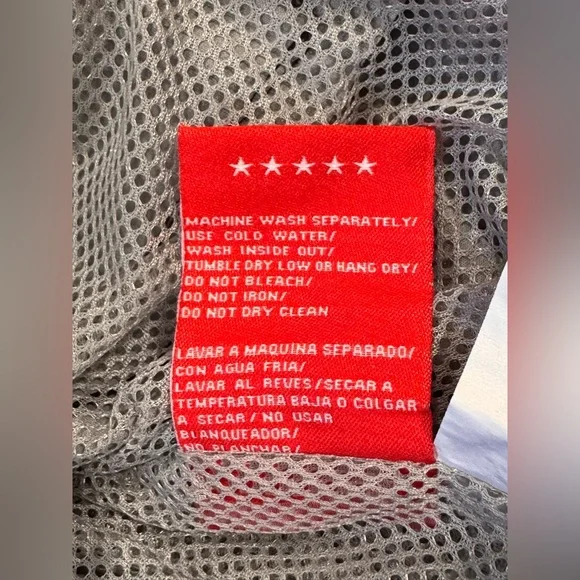 MACHINE WASH SEPARATELY/
USE COLD WATER/
WASH INSIDE OUT/
TUMBLE DRY LOW OR HANG DRY/
DO NOT BLEACH/
DO NOT IRON/
DO NOT DRY CLEAN
LAVAR A MAQUINA SEPARADO/
CON AGUA FRIA/
LAVAR AL REVES/SECAR A
TEMPERATURA BAJA O COLGAR
A SECAR/ NO USAR
BLANQUEADOR/
NO PLANCHAR/